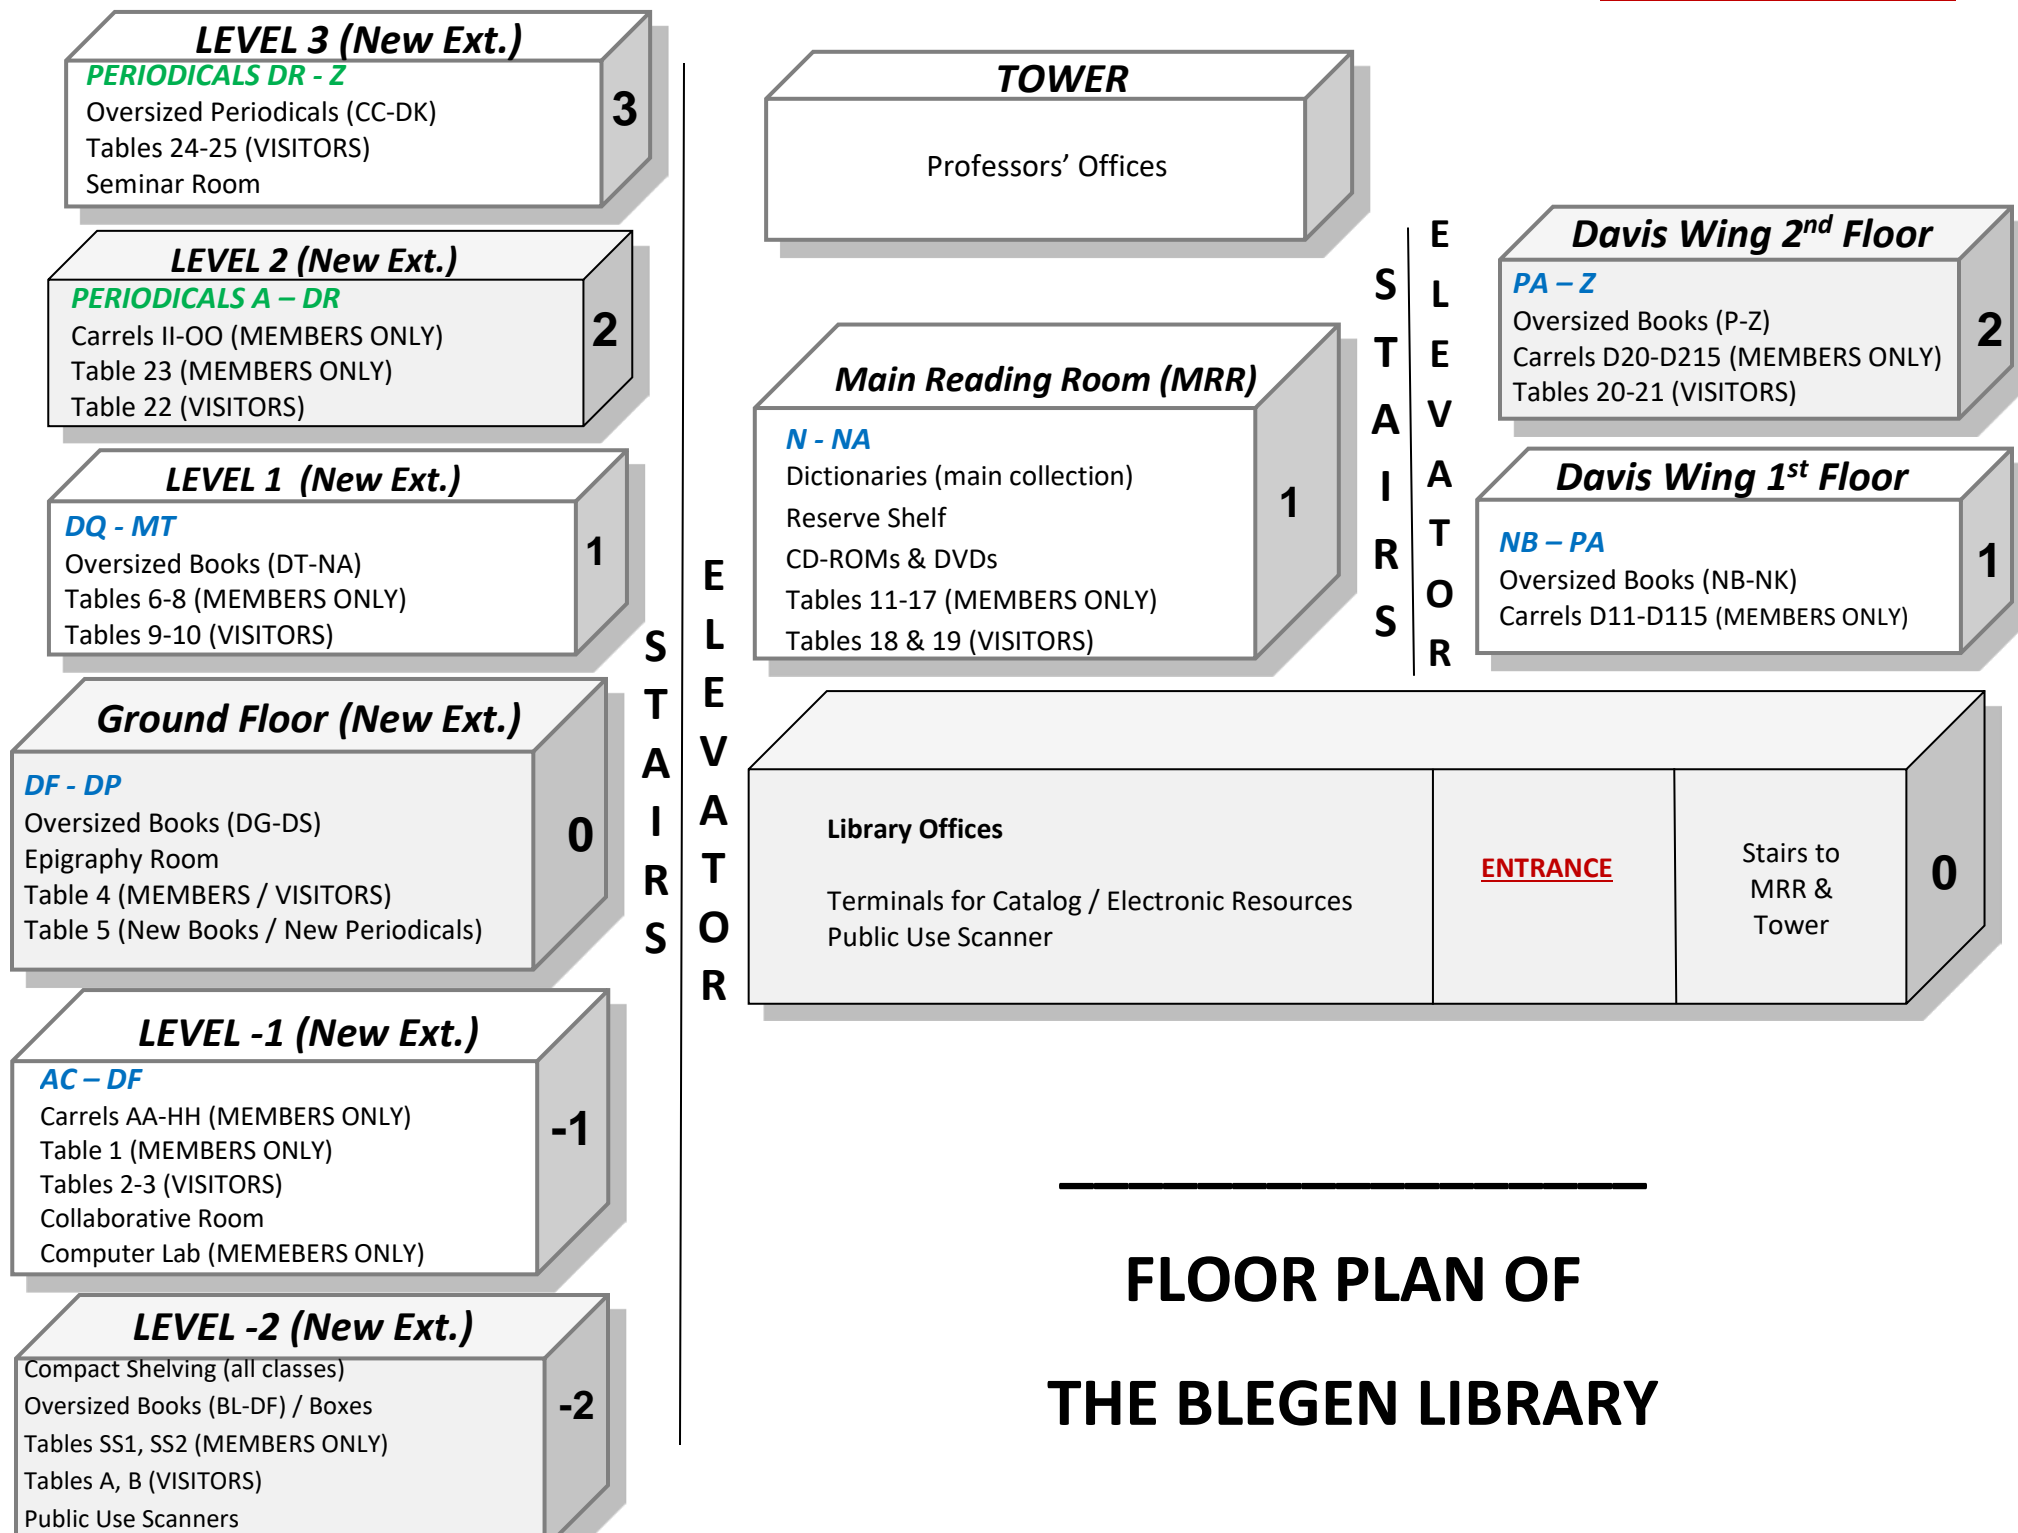 LEVEL 3 (New Ext.)
PERIODICALS DR - Z
Oversized Periodicals (CC-DK)
Tables 24-25 (VISITORS)
Seminar Room
3
LEVEL 2 (New Ext.)
PERIODICALS A – DR
Carrels II-OO (MEMBERS ONLY)
Table 23 (MEMBERS ONLY)
Table 22 (VISITORS)
2
LEVEL 1 (New Ext.)
DQ - MT
Oversized Books (DT-NA)
Tables 6-8 (MEMBERS ONLY)
Tables 9-10 (VISITORS)
1
Ground Floor (New Ext.)
DF - DP
Oversized Books (DG-DS)
Epigraphy Room
Table 4 (MEMBERS / VISITORS)
Table 5 (New Books / New Periodicals)
0
LEVEL -1 (New Ext.)
AC – DF
Carrels AA-HH (MEMBERS ONLY)
Table 1 (MEMBERS ONLY)
Tables 2-3 (VISITORS)
Collaborative Room
Computer Lab (MEMEBERS ONLY)
-1
LEVEL -2 (New Ext.)
Compact Shelving (all classes)
Oversized Books (BL-DF) / Boxes
Tables SS1, SS2 (MEMBERS ONLY)
Tables A, B (VISITORS)
Public Use Scanners
-2
STAIRS
ELEVATOR
TOWER
Professors’ Offices
Main Reading Room (MRR)
N - NA
Dictionaries (main collection)
Reserve Shelf
CD-ROMs & DVDs
Tables 11-17 (MEMBERS ONLY)
Tables 18 & 19 (VISITORS)
1
STAIRS
ELEVATOR
Davis Wing 2nd Floor
PA – Z
Oversized Books (P-Z)
Carrels D20-D215 (MEMBERS ONLY)
Tables 20-21 (VISITORS)
2
Davis Wing 1st Floor
NB – PA
Oversized Books (NB-NK)
Carrels D11-D115 (MEMBERS ONLY)
1
Library Offices
Terminals for Catalog / Electronic Resources
Public Use Scanner
ENTRANCE
Stairs to
MRR &
Tower
0
FLOOR PLAN OF
THE BLEGEN LIBRARY